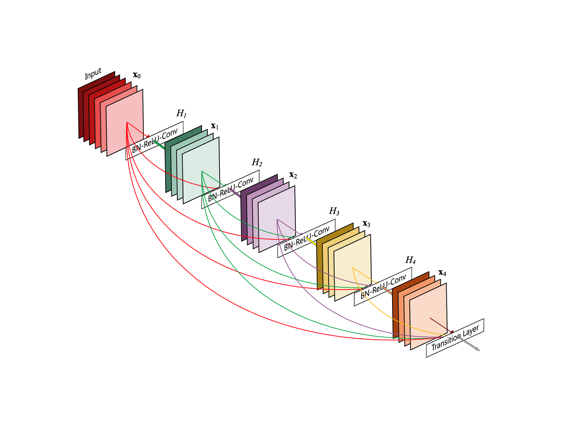 Input
x0
H1
BN-ReLU-Conv
x1
H2
BN-ReLU-Conv
x2
H3
BN-ReLU-Conv
x3
H4
BN-ReLU-Conv
x4
Transition Layer